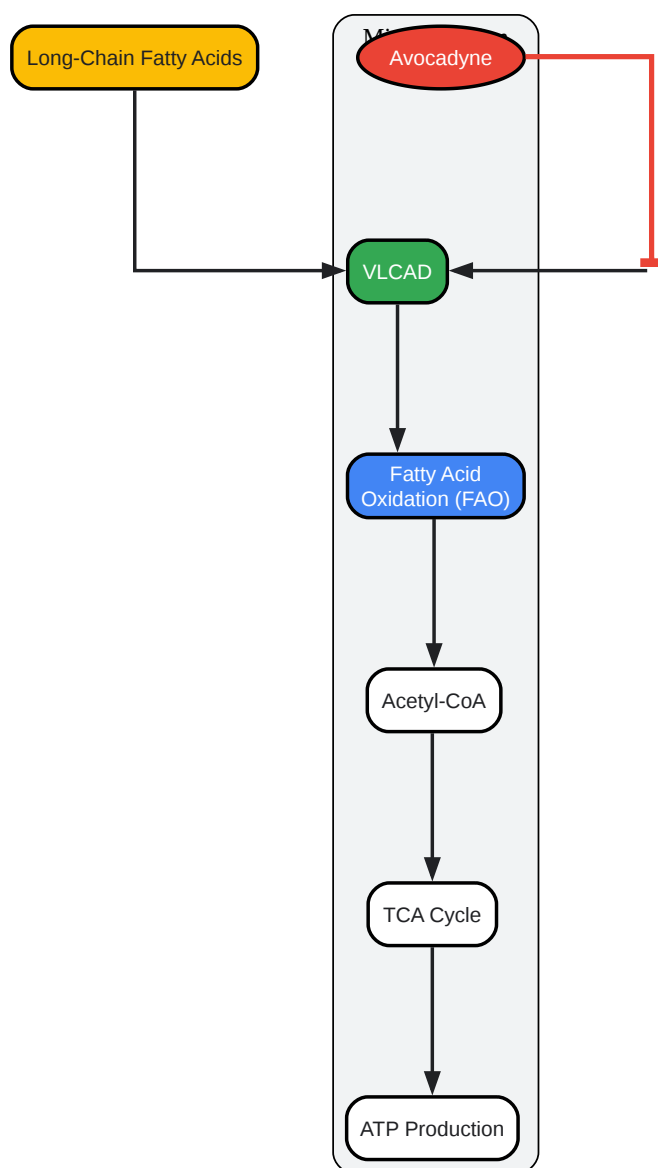 Long-Chain Fatty Acids
Avocadyne
VLCAD
Fatty Acid
Oxidation (FAO)
Acetyl-CoA
TCA Cycle
ATP Production